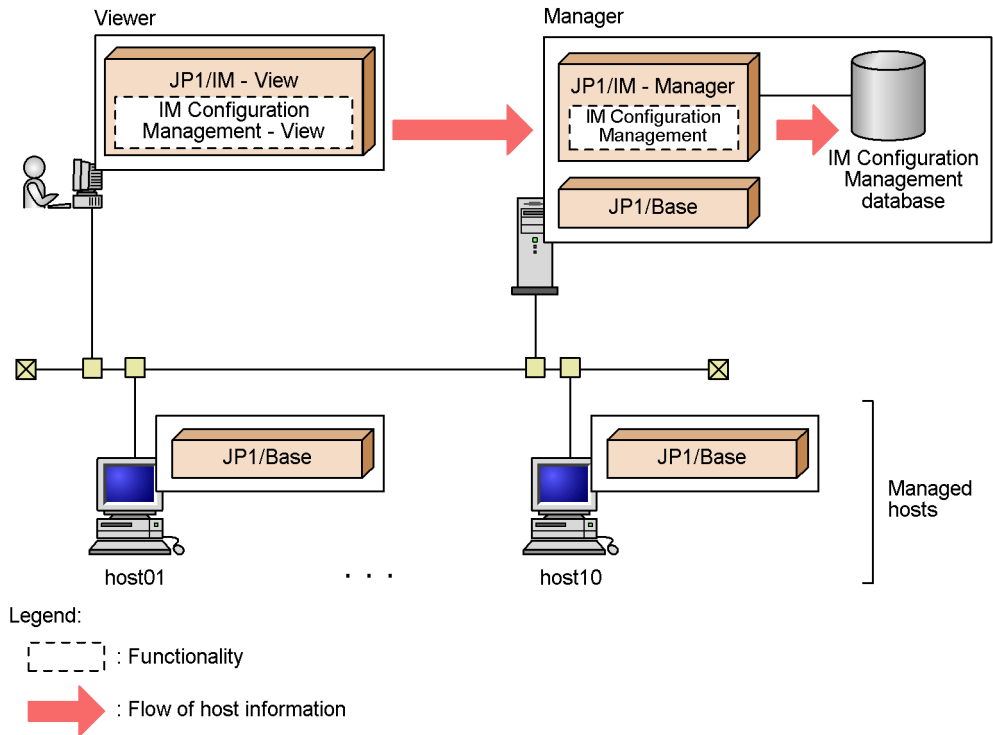 Viewer
Manager
JP1/IM - View
IM Configuration
Management - View
JP1/IM - Manager
IM Configuration
Management
IM Configuration
Management
database
JP1/Base
JP1/Base
JP1/Base
Managed
hosts
host01
. . .
host10
Legend:
: Functionality
: Flow of host information